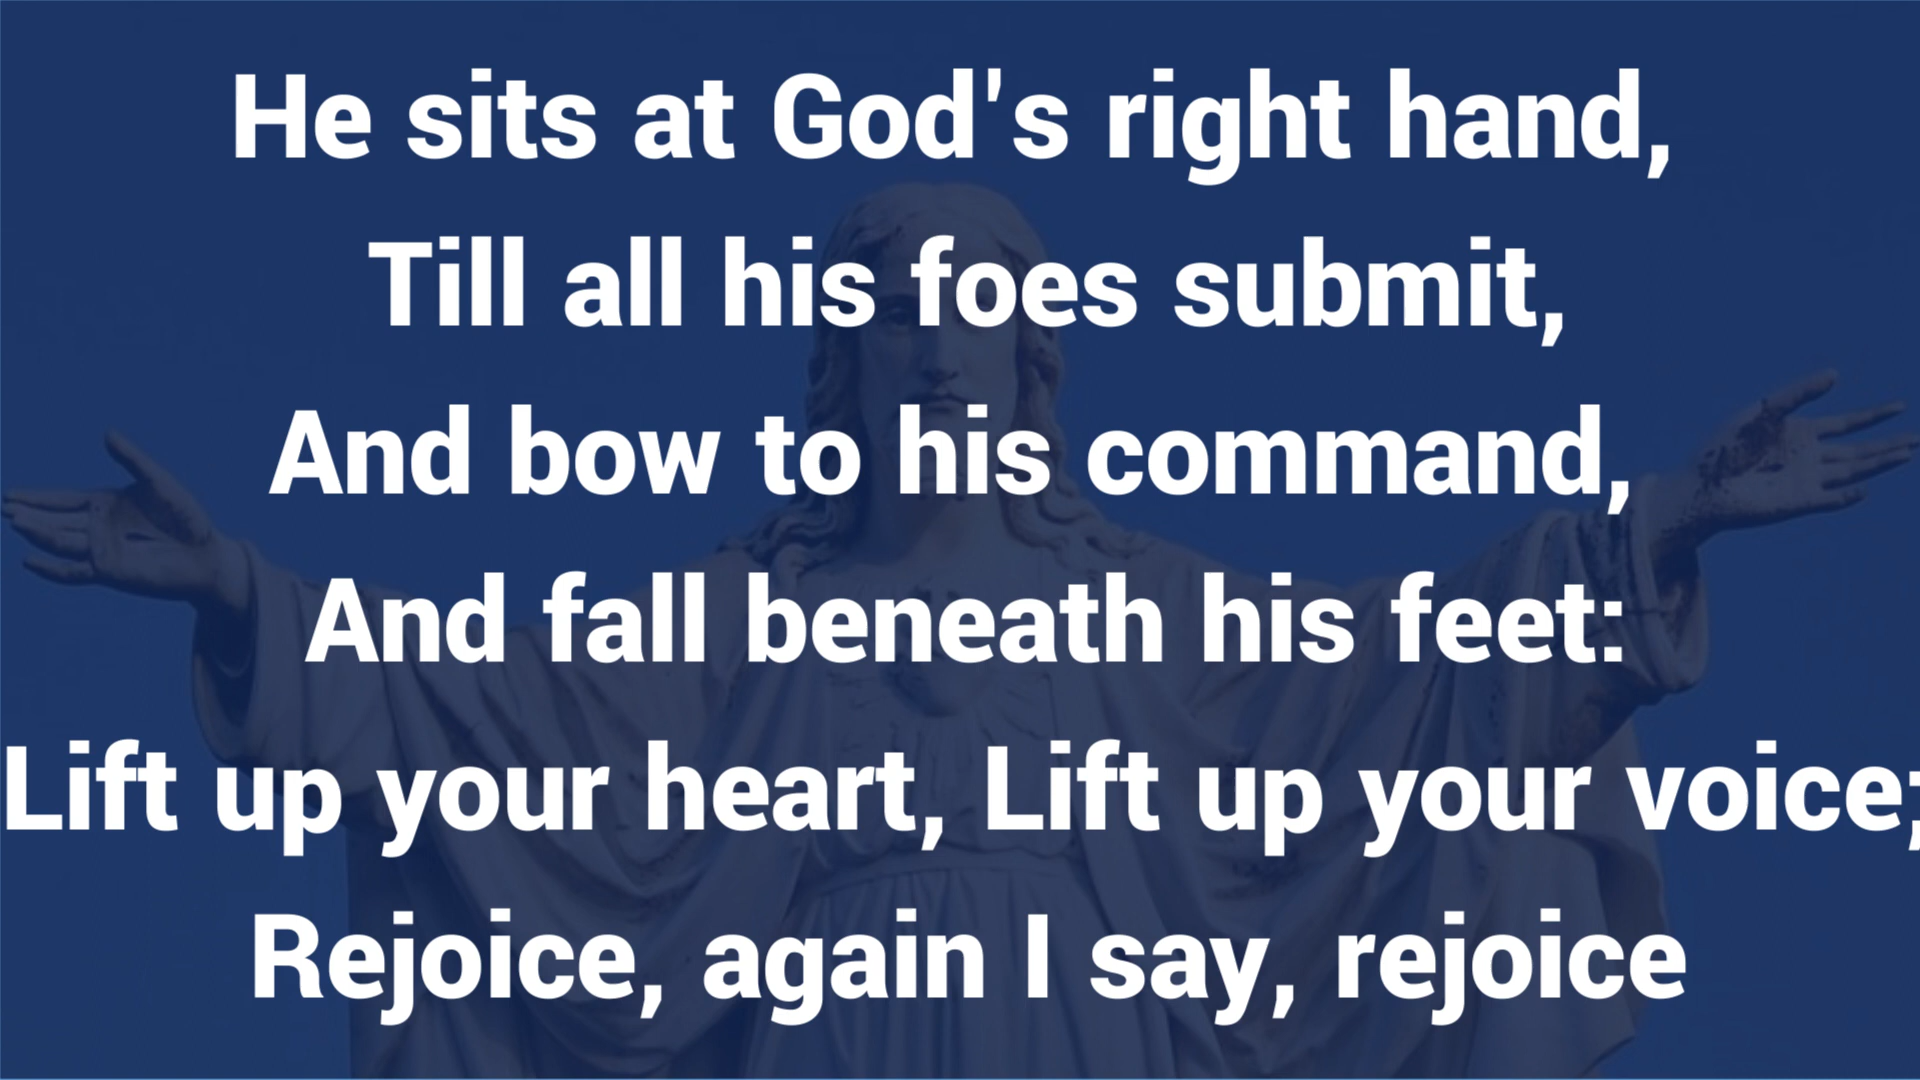 He sits at God's right hand,
Till all his foes submit,
And bow to his command,
And fall beneath his feet:
Lift up your heart, Lift up your voice;
Rejoice, again I say, rejoice